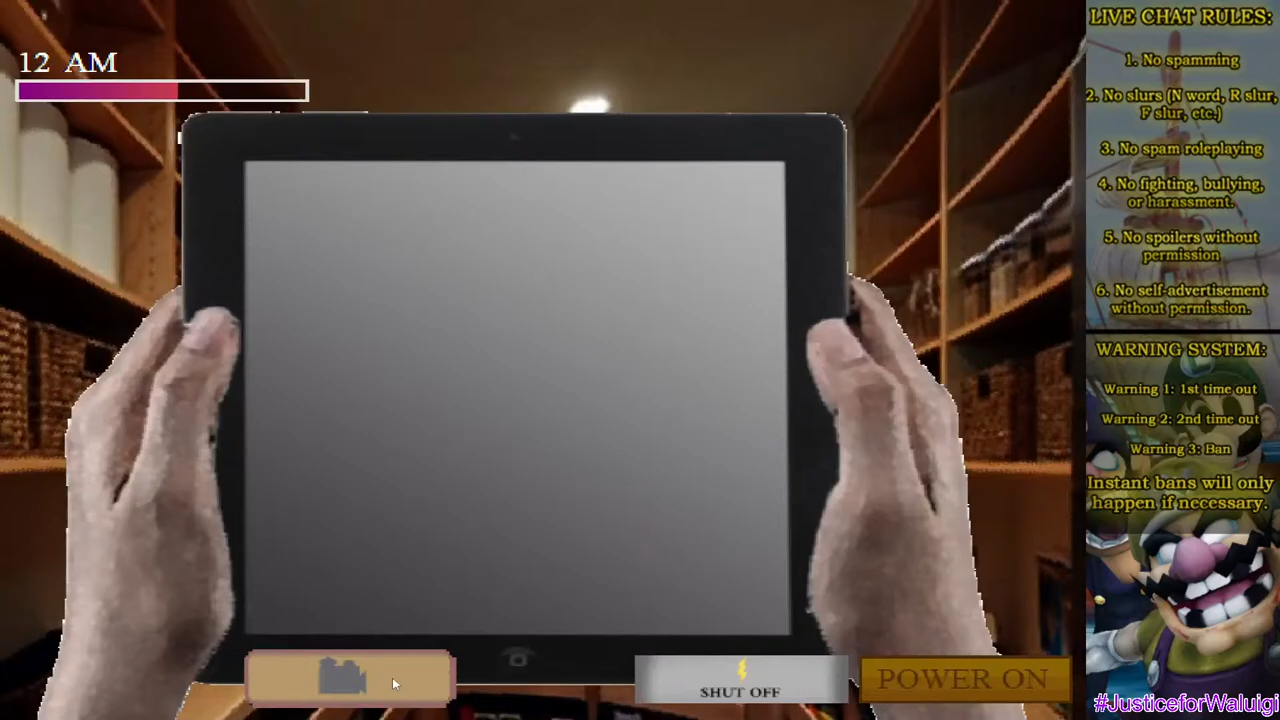 12 AM
SHUT OFF
POWER ON
LIVE CHAT RULES:
1. No spamming
2. No slurs (N word, R slur,
F slur, etc.)
3. No spam roleplaying
4. No fighting, bullying,
or harassment.
5. No spoilers without
permission
6. No self-advertisement
without permission.
WARNING SYSTEM:
Warning 1: 1st time out
Warning 2: 2nd time out
Warning 3: Ban
Instant bans will only
happen if necessary.
#JusticeforWaluigi